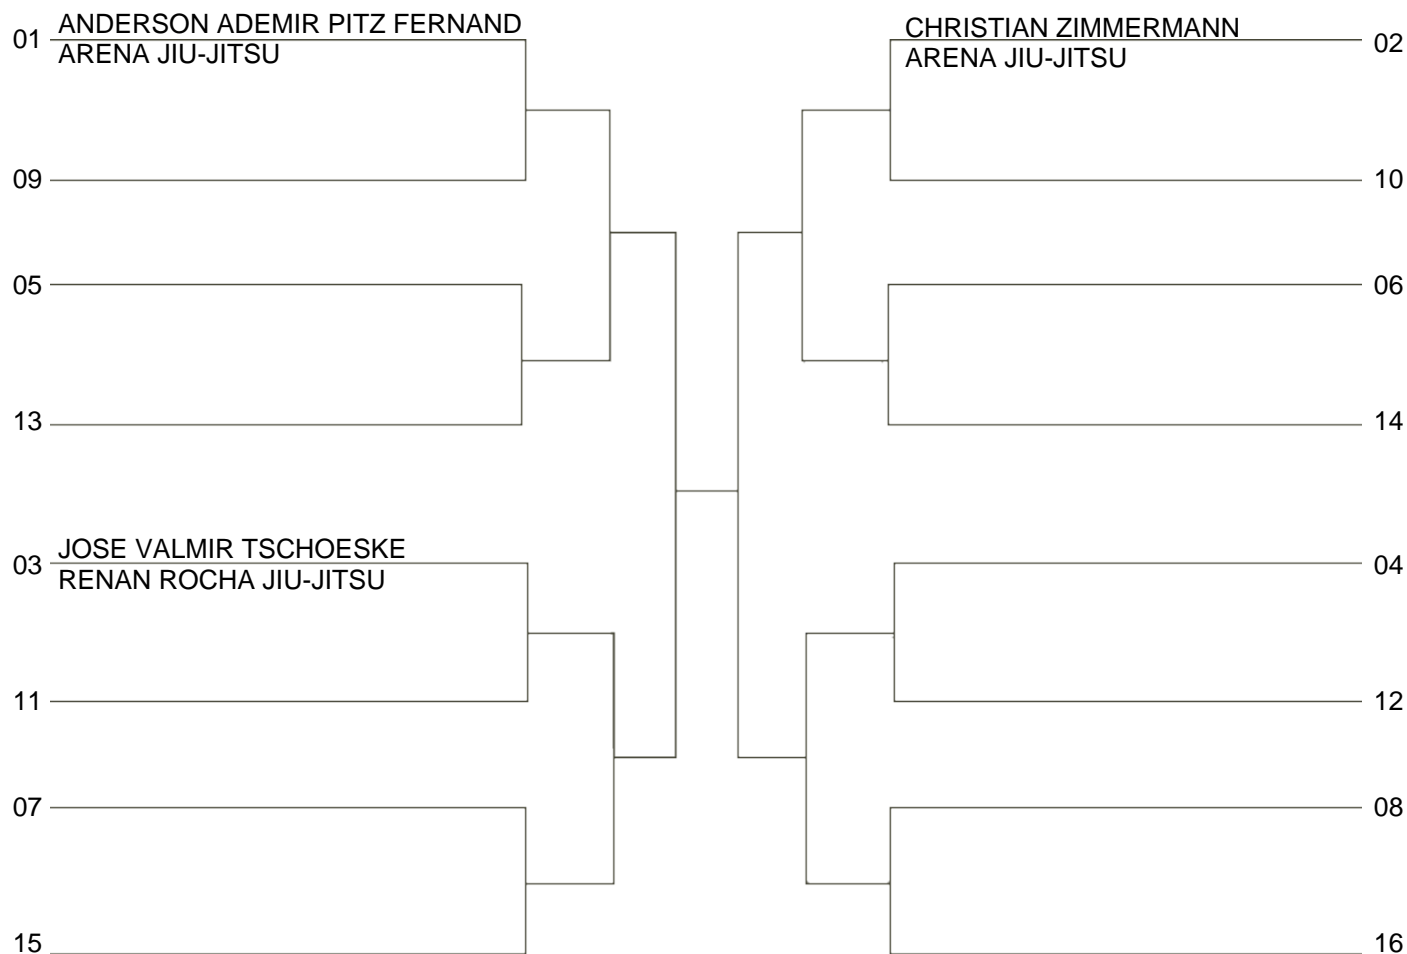 01 ANDERSON ADEMIR PITZ FERNAND
ARENA JIU-JITSU
09
05
13
03 JOSE VALMIR TSCHOESKE
RENAN ROCHA JIU-JITSU
11
07
15
CHRISTIAN ZIMMERMANN 02
ARENA JIU-JITSU
10
06
14
04
12
08
16